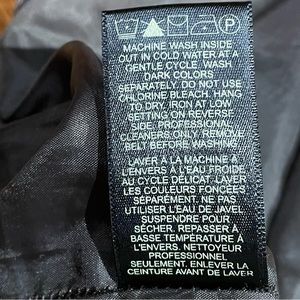 P
MACHINE WASH INSIDE
OUT IN COLD WATER AT A
GENTLE CYCLE. WASH
DARK COLORS
SEPARATELY. DO NOT USE
CHLORINE BLEACH. HANG
TO DRY. IRON AT LOW
SETTING ON REVERSE
SIDE. PROFESSIONAL
CLEANERS ONLY. REMOVE
BELT BEFORE WASHING.
LAVER À LA MACHINE À
L'ENVERS À L'EAU FROIDE
AU CYCLE DÉLICAT. LAVER
LES COULEURS FONCÉES
SÉPARÉMENT. NE PAS
UTILISER L'EAU DE JAVEL.
SUSPENDRE POUR
SÉCHER. REPASSER À
BASSE TEMPÉRATURE À
L'ENVERS. NETTOYEUR
PROFESSIONNEL
SEULEMENT. ENLEVER LA
CEINTURE AVANT DE LAVER